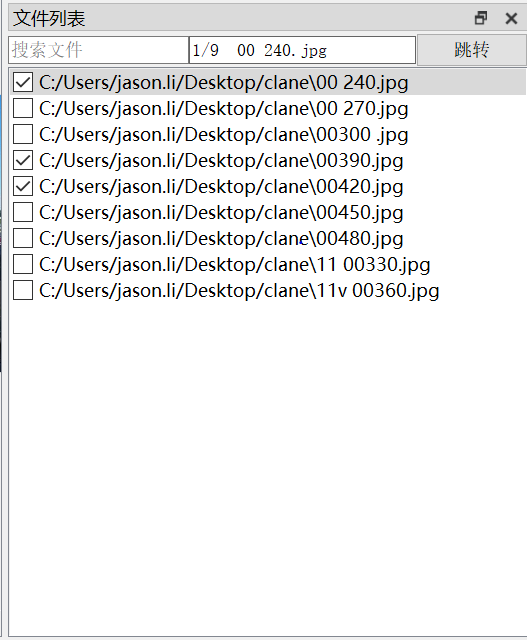 文件列表
搜索文件 1/9 00 240.jpg 跳转
C:/Users/jason.li/Desktop/clane\00 240.jpg
C:/Users/jason.li/Desktop/clane\00 270.jpg
C:/Users/jason.li/Desktop/clane\00300 .jpg
C:/Users/jason.li/Desktop/clane\00390.jpg
C:/Users/jason.li/Desktop/clane\00420.jpg
C:/Users/jason.li/Desktop/clane\00450.jpg
C:/Users/jason.li/Desktop/clane\00480.jpg
C:/Users/jason.li/Desktop/clane\11 00330.jpg
C:/Users/jason.li/Desktop/clane\11v 00360.jpg